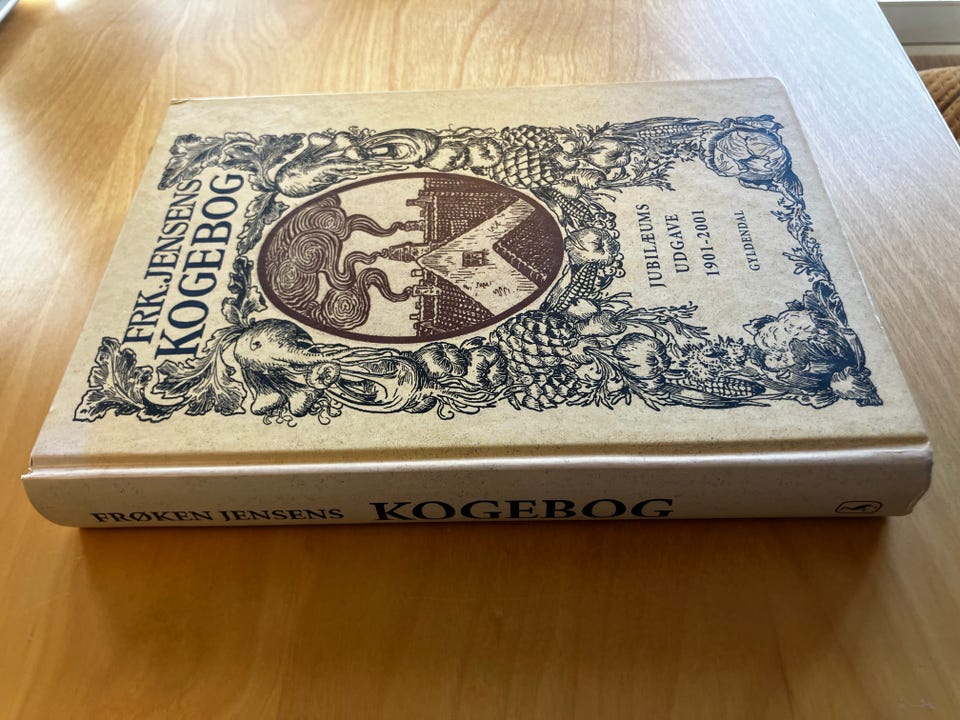 FRK. JENSENS
KOGEBOG
JUBILÆUMS
UDGAVE
1901-2001
GYLDENDAL
FRØKEN JENSENS KOGEBOG